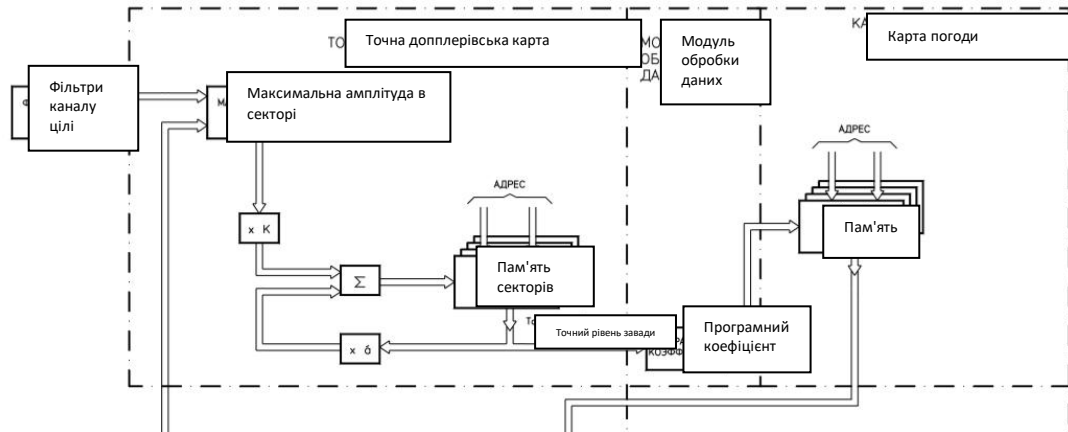 Точна допплерівська карта
Модуль
обробки
даних
Карта погоди
Фільтри
каналу
цілі
Максимальна амплітуда в
секторі
АДРЕС
АДРЕС
x K
Σ
Пам'ять
секторів
Пам'ять
Точний рівень завади
Програмний
коефіцієнт
x á